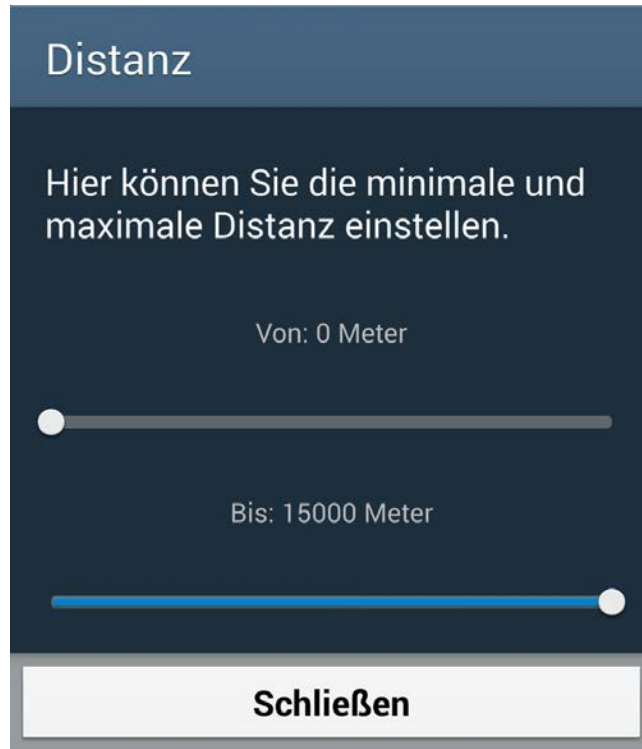 Distanz
Hier können Sie die minimale und
maximale Distanz einstellen.
Von: 0 Meter
Bis: 15000 Meter
Schließen